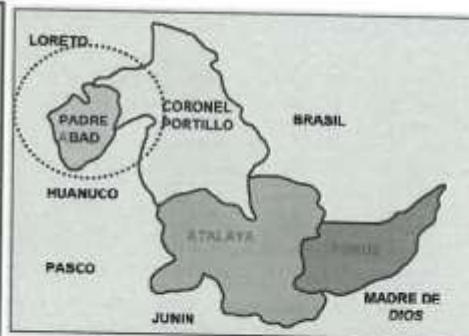 LORETO
PADRE
ABAD
CORONEL
PORTILLO
BRASIL
HUANUCO
ATALAYA
PURUS
PASCO
MADRE DE
DIOS
JUNIN